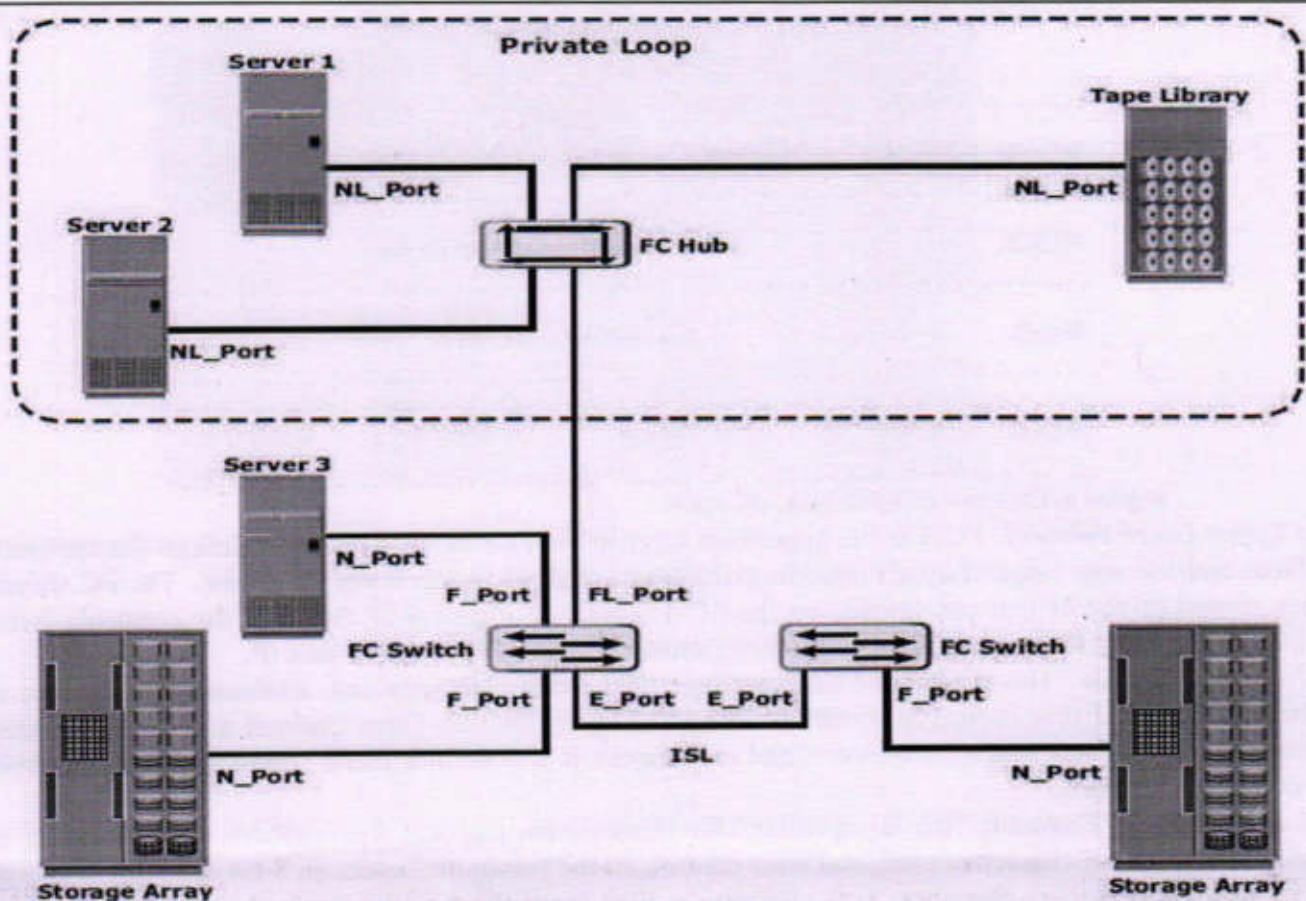 Private Loop
Server 1
Tape Library
NL_Port
NL_Port
Server 2
FC Hub
NL_Port
Server 3
N_Port
F_Port
FL_Port
FC Switch
FC Switch
F_Port
E_Port
E_Port
F_Port
N_Port
ISL
N_Port
Storage Array
Storage Array